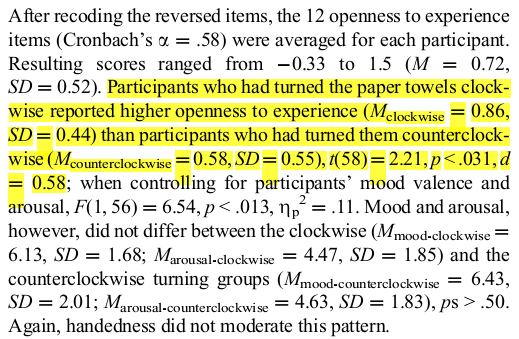 After recoding the reversed items, the 12 openness to experience
items (Cronbach's α = .58) were averaged for each participant.
Resulting scores ranged from −0.33 to 1.5 (M = 0.72,
SD = 0.52). Participants who had turned the paper towels clock-
wise reported higher openness to experience (Mclockwise = 0.86,
SD = 0.44) than participants who had turned them counterclock-
wise (Mcounterclockwise = 0.58, SD = 0.55), t(58) = 2.21, p < .031, d
= 0.58; when controlling for participants' mood valence and
arousal, F(1, 56) = 6.54, p < .013, ηp² = .11. Mood and arousal,
however, did not differ between the clockwise (Mmood-clockwise =
6.13, SD = 1.68; Marousal-clockwise = 4.47, SD = 1.85) and the
counterclockwise turning groups (Mmood-counterclockwise = 6.43,
SD = 2.01; Marousal-counterclockwise = 4.63, SD = 1.83), ps > .50.
Again, handedness did not moderate this pattern.